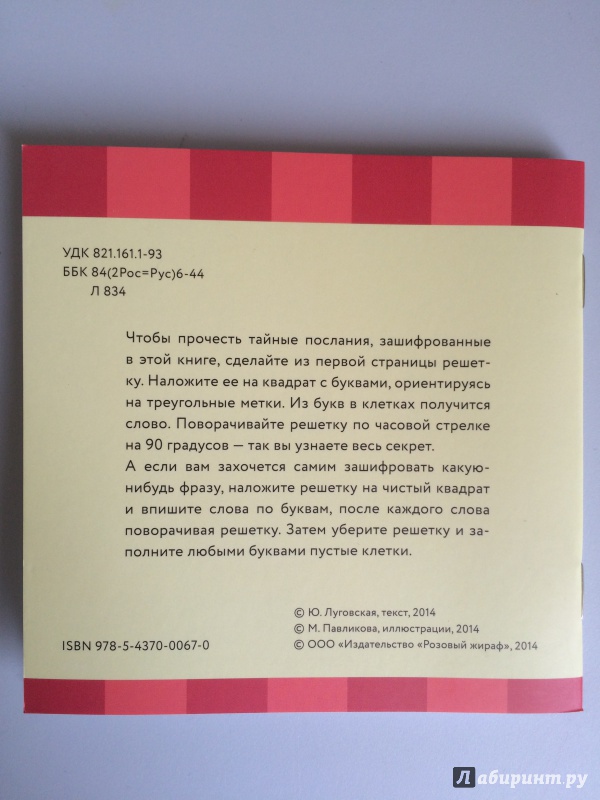 УДК 821.161.1-93
ББК 84(2Рос=Рус)6-44
Л 834
Чтобы прочесть тайные послания, зашифрованные
в этой книге, сделайте из первой страницы решет-
ку. Наложите ее на квадрат с буквами, ориентируясь
на треугольные метки. Из букв в клетках получится
слово. Поворачивайте решетку по часовой стрелке
на 90 градусов — так вы узнаете весь секрет.
А если вам захочется самим зашифровать какую-
нибудь фразу, наложите решетку на чистый квадрат
и впишите слова по буквам, после каждого слова
поворачивая решетку. Затем уберите решетку и за-
полните любыми буквами пустые клетки.
© Ю. Луговская, текст, 2014
© М. Павликова, иллюстрации, 2014
ISBN 978-5-4370-0067-0
© ООО «Издательство «Розовый жираф», 2014
Лабиринт.ру